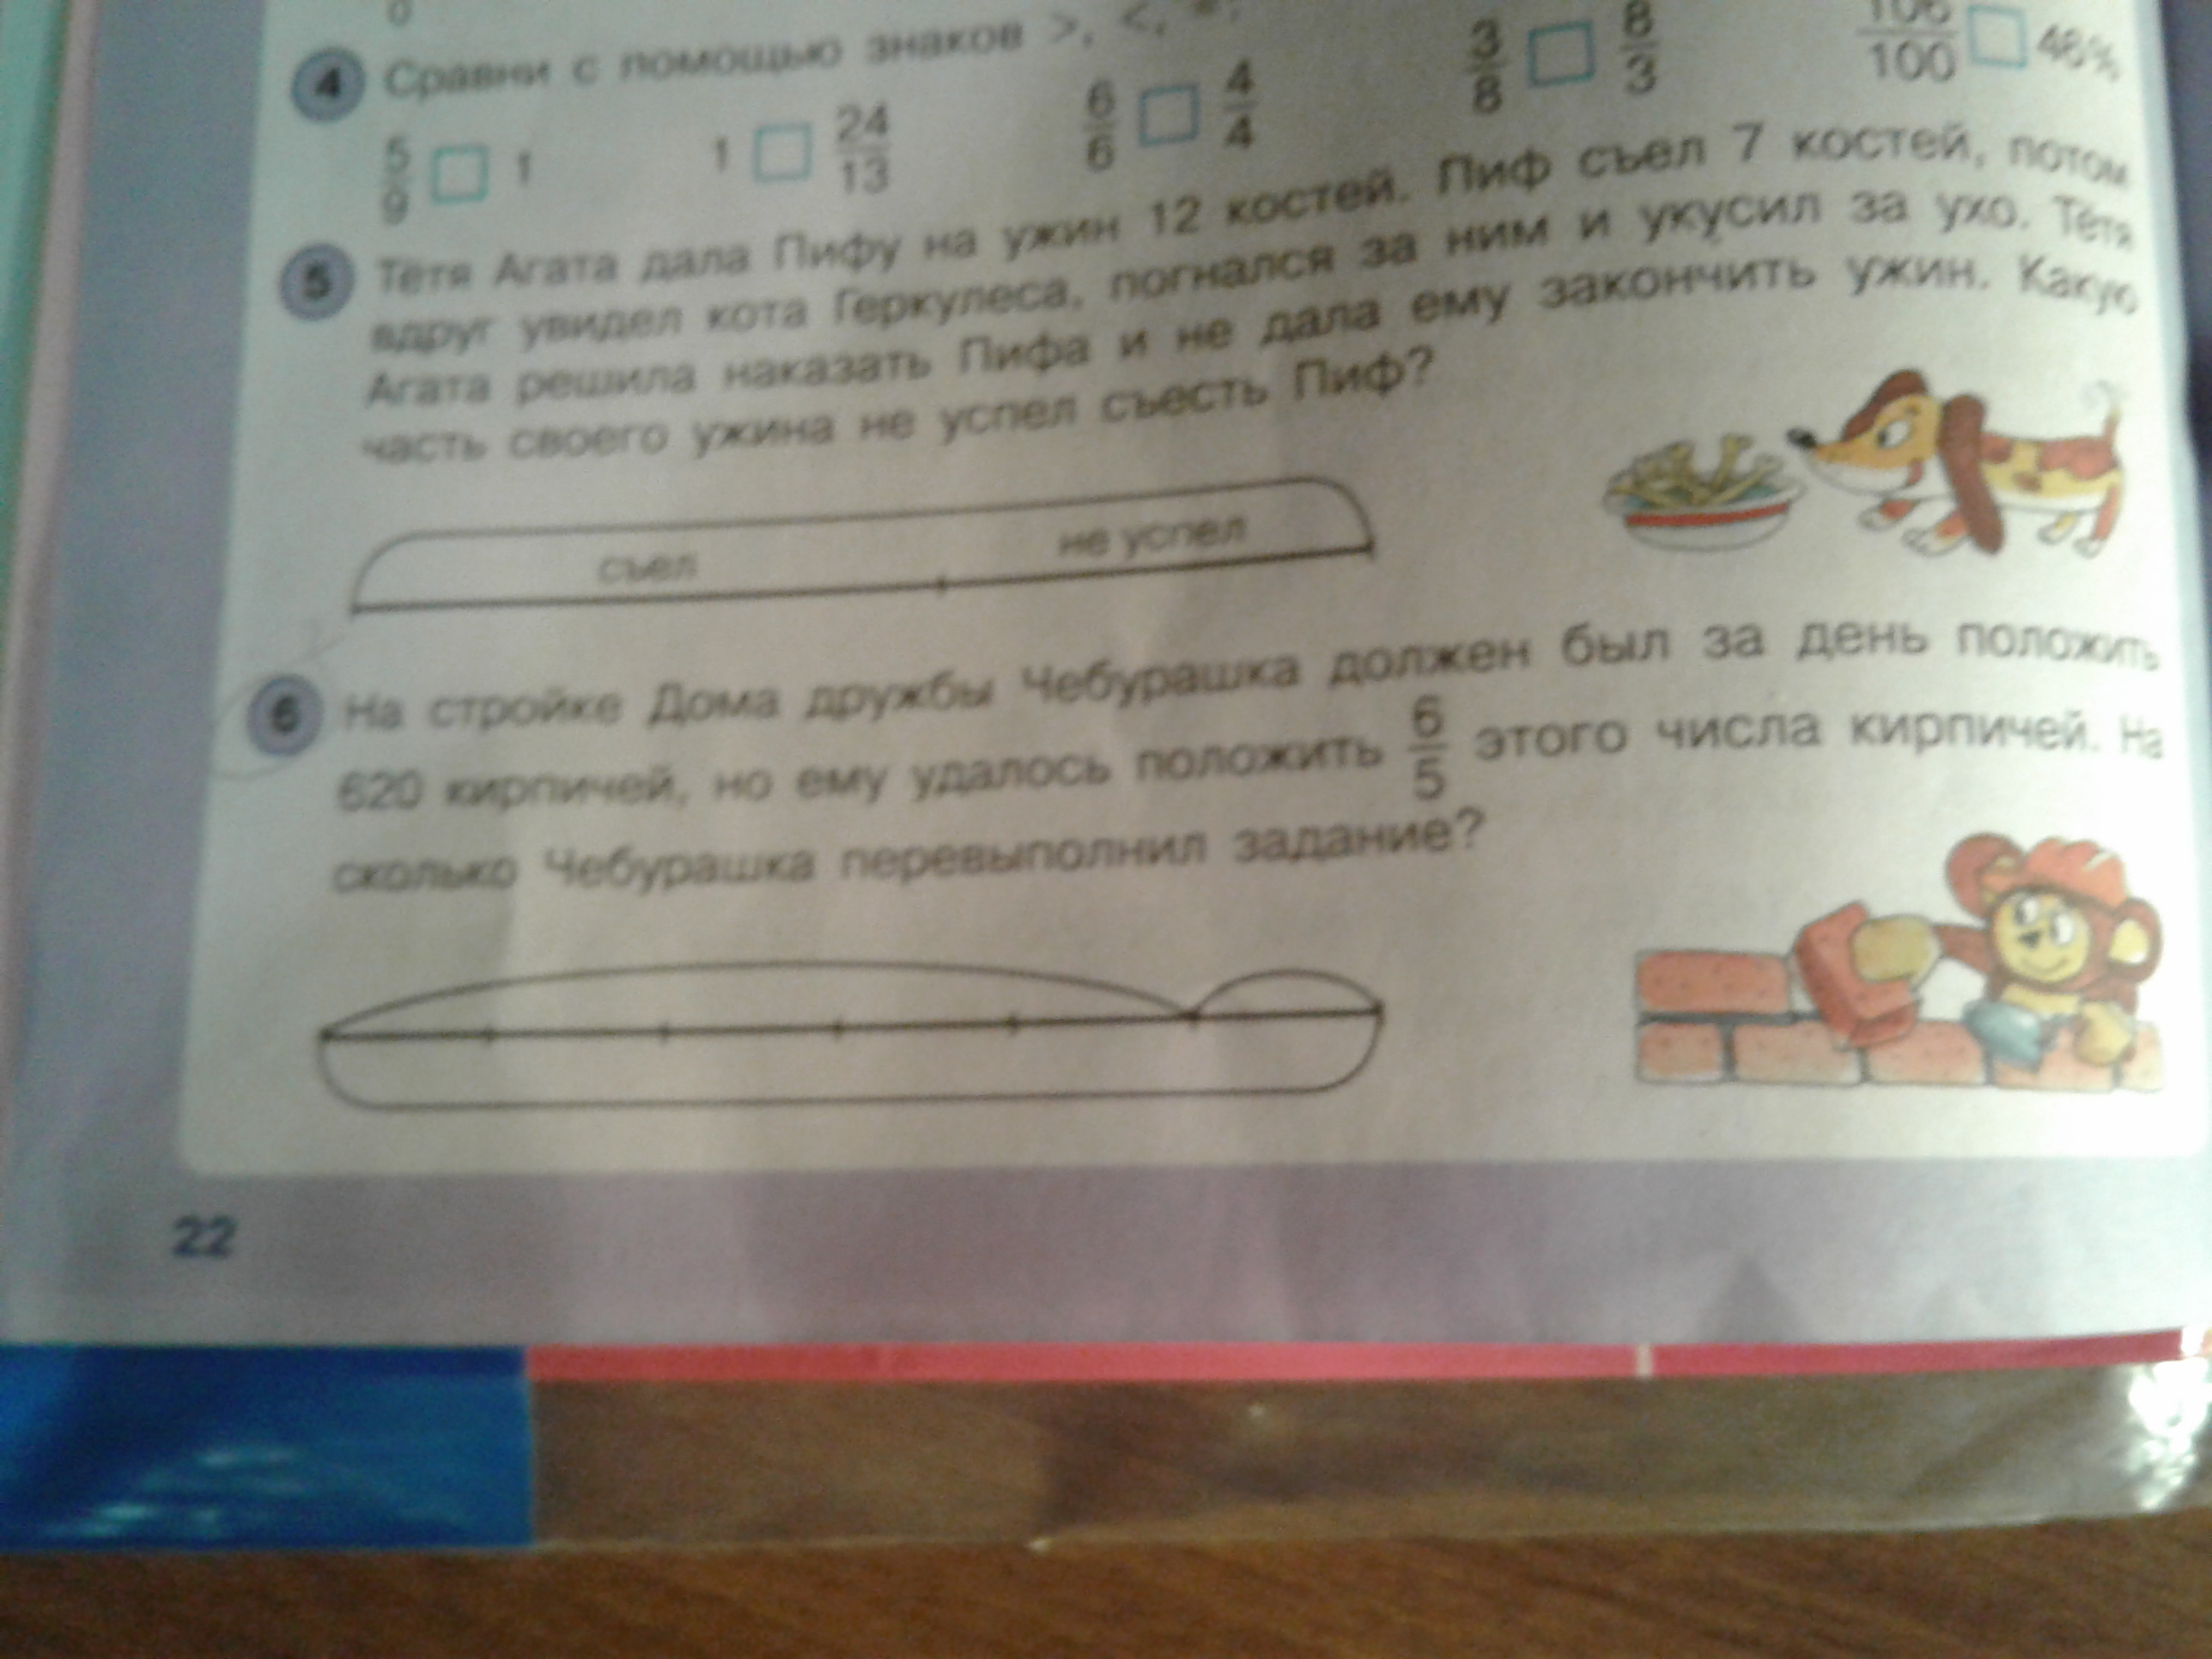 4 Сравни с помощью знаков >, <, =.
5/9 □ 1   1 □ 24/13   6/6 □ 4/4   3/8 □ 8/3   106/100 □ 46%
5 Тётя Агата дала Пифу на ужин 12 костей. Пиф съел 7 костей, потом
вдруг увидел кота Геркулеса, погнался за ним и укусил за ухо. Тётя
Агата решила наказать Пифа и не дала ему закончить ужин. Какую
часть своего ужина не успел съесть Пиф?
съел не успел
6 На стройке Дома дружбы Чебурашка должен был за день положить
620 кирпичей, но ему удалось положить 6/5 этого числа кирпичей. На
сколько Чебурашка перевыполнил задание?
22